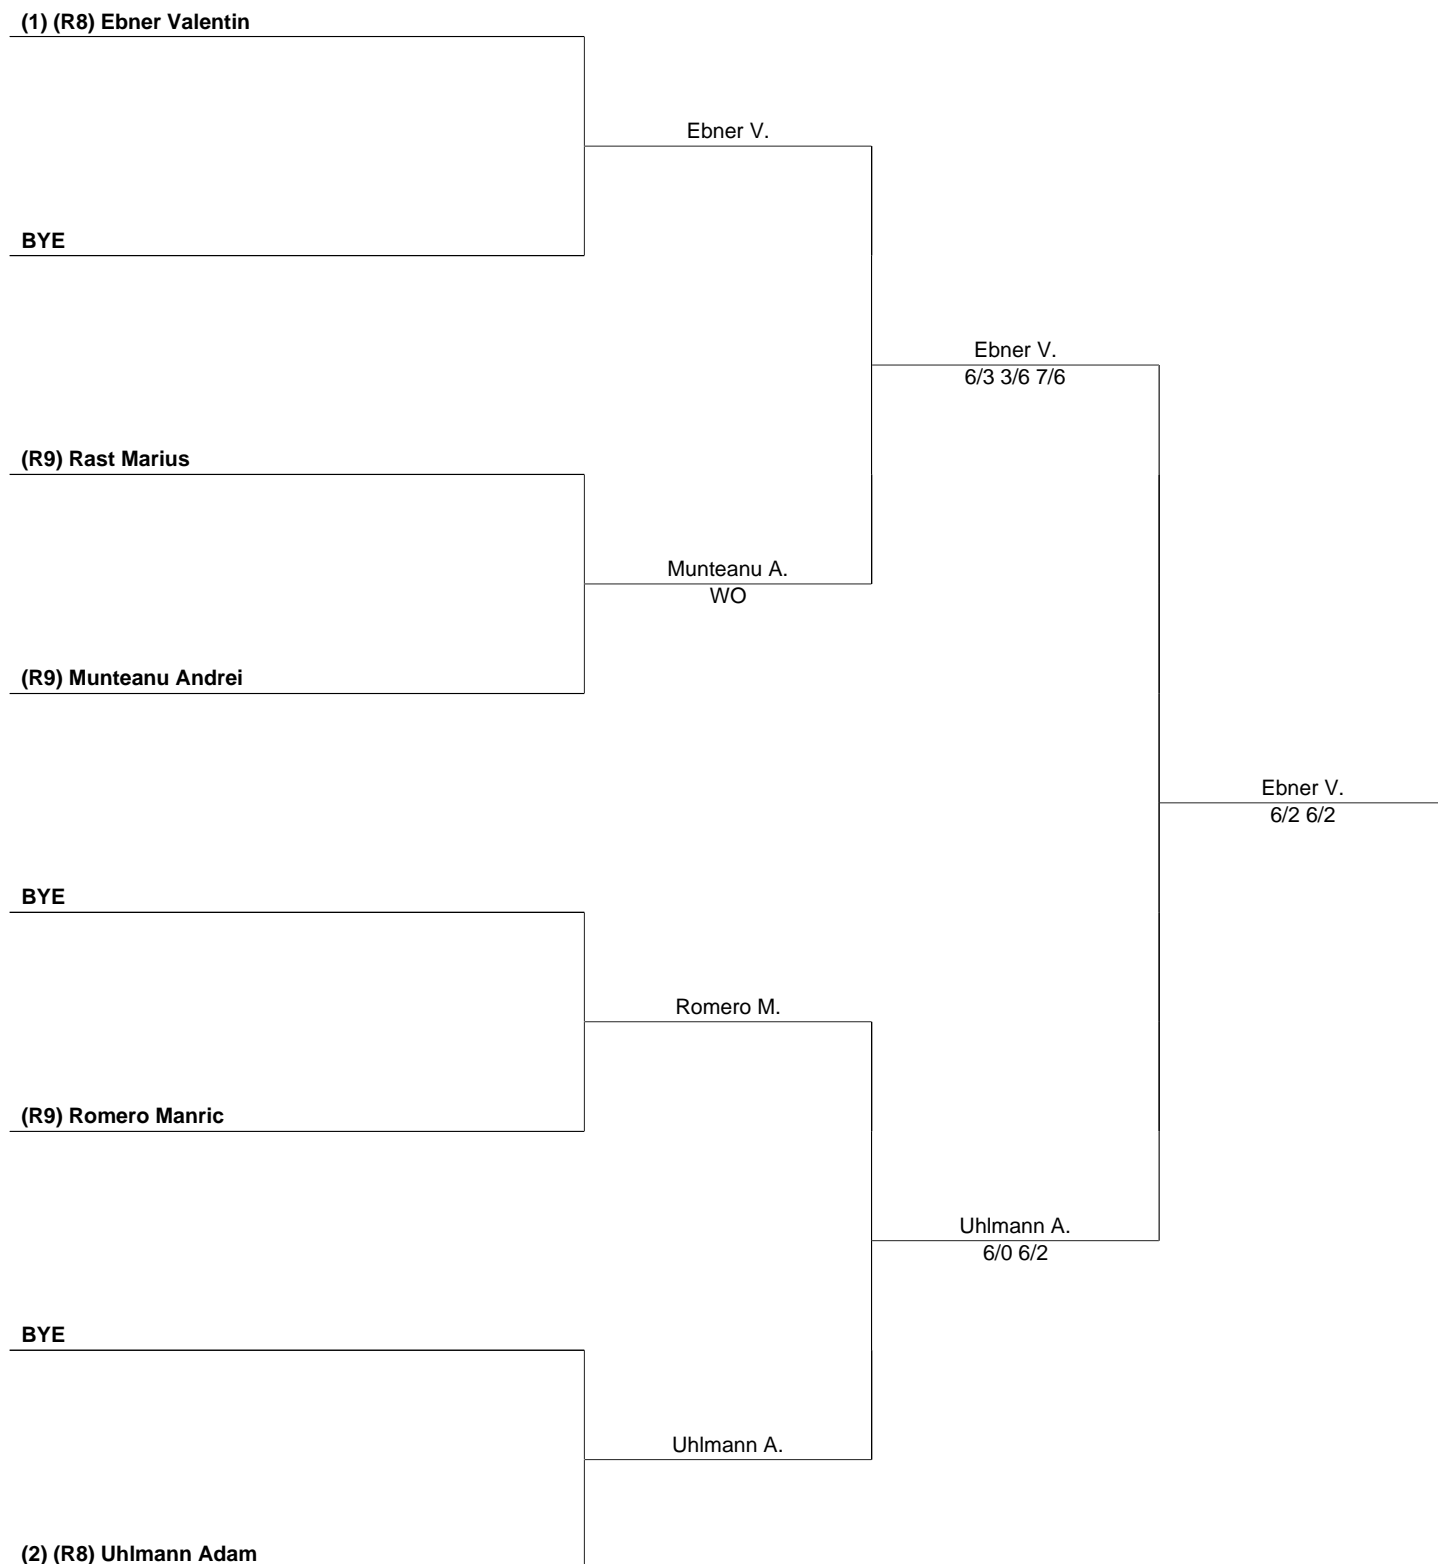 (1) (R8) Ebner Valentin
Ebner V.
BYE
Ebner V.
6/3 3/6 7/6
(R9) Rast Marius
Munteanu A.
WO
(R9) Munteanu Andrei
Ebner V.
6/2 6/2
BYE
Romero M.
(R9) Romero Manric
Uhlmann A.
6/0 6/2
BYE
Uhlmann A.
(2) (R8) Uhlmann Adam